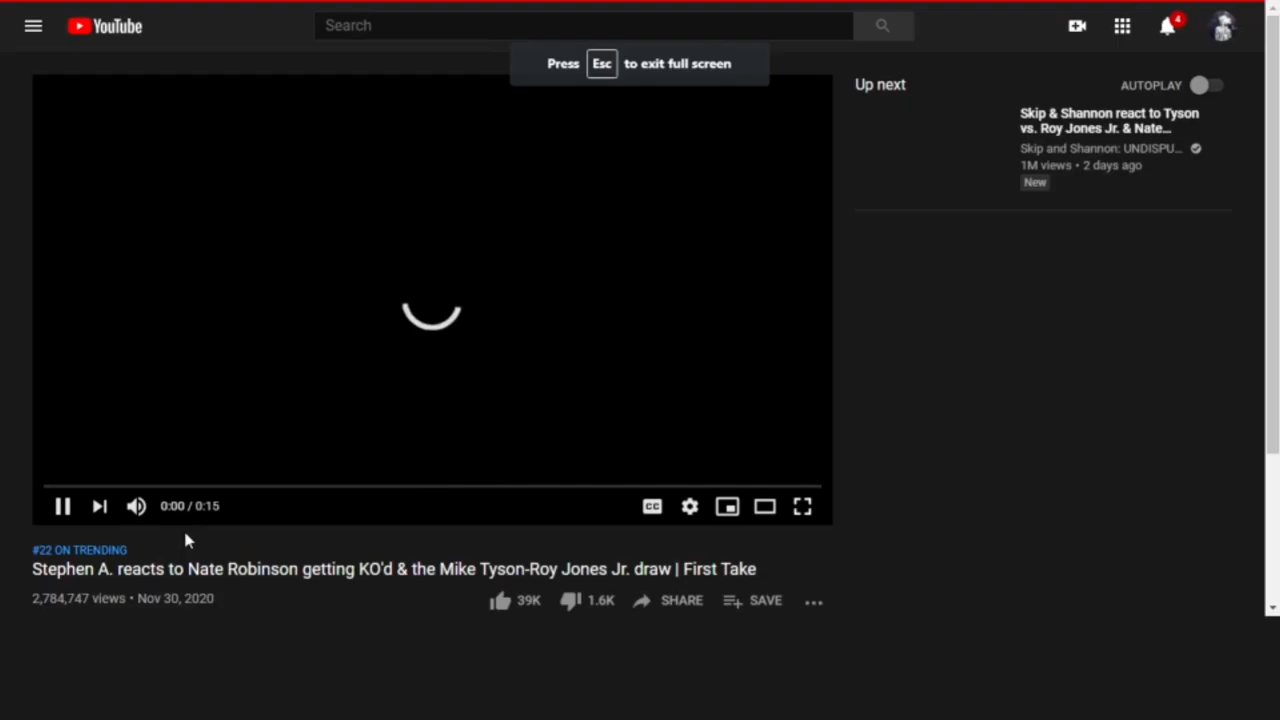 YouTube
Search
4
Press Esc to exit full screen
Up next
AUTOPLAY
Skip & Shannon react to Tyson
vs. Roy Jones Jr. & Nate...
Skip and Shannon: UNDISPU...
1M views • 2 days ago
New
0:00 / 0:15
CC
#22 ON TRENDING
Stephen A. reacts to Nate Robinson getting KO'd & the Mike Tyson-Roy Jones Jr. draw | First Take
2,784,747 views • Nov 30, 2020
39K 1.6K SHARE SAVE